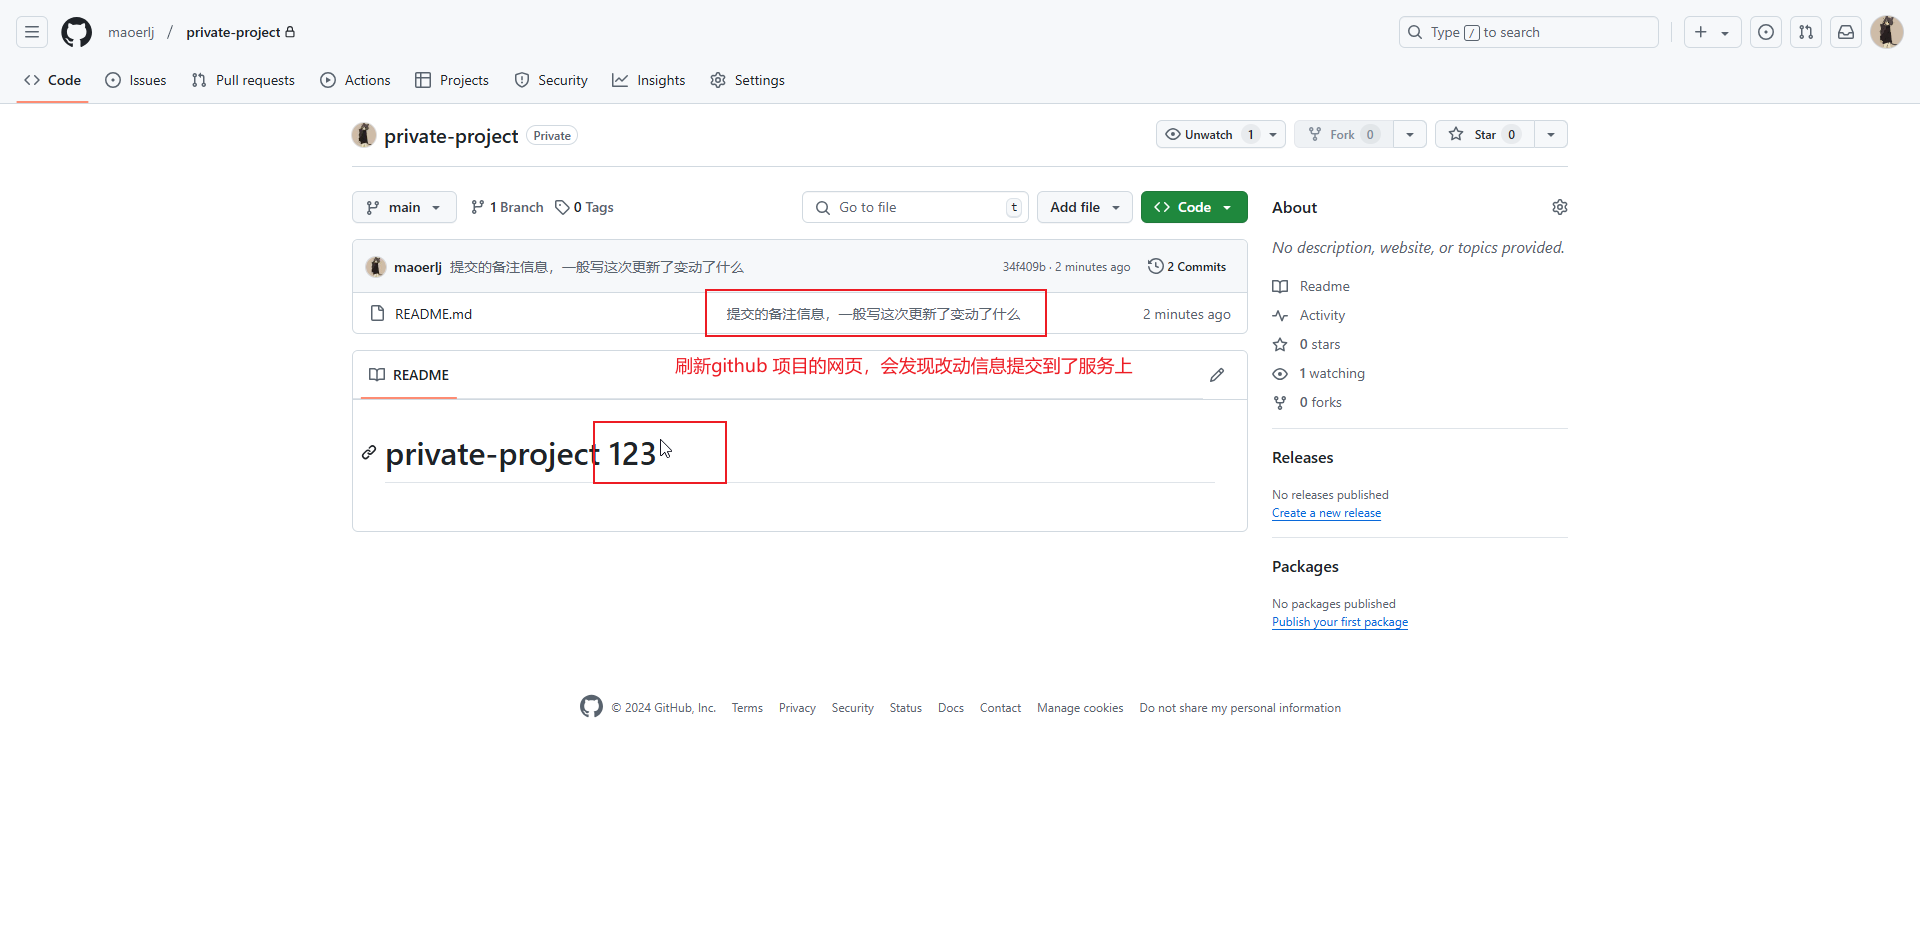 maoerlj / private-project
Type / to search
Code Issues Pull requests Actions Projects Security Insights Settings
private-project Private
Unwatch 1 Fork 0 Star 0
main 1 Branch 0 Tags
Go to file t Add file Code
maoerlj 提交的备注信息，一般写这次更新了变动了什么 34f409b · 2 minutes ago 2 Commits
README.md 提交的备注信息，一般写这次更新了变动了什么 2 minutes ago
刷新github 项目的网页，会发现改动信息提交到了服务上
README
private-project 123
About
No description, website, or topics provided.
Readme
Activity
0 stars
1 watching
0 forks
Releases
No releases published
Create a new release
Packages
No packages published
Publish your first package
© 2024 GitHub, Inc. Terms Privacy Security Status Docs Contact Manage cookies Do not share my personal information